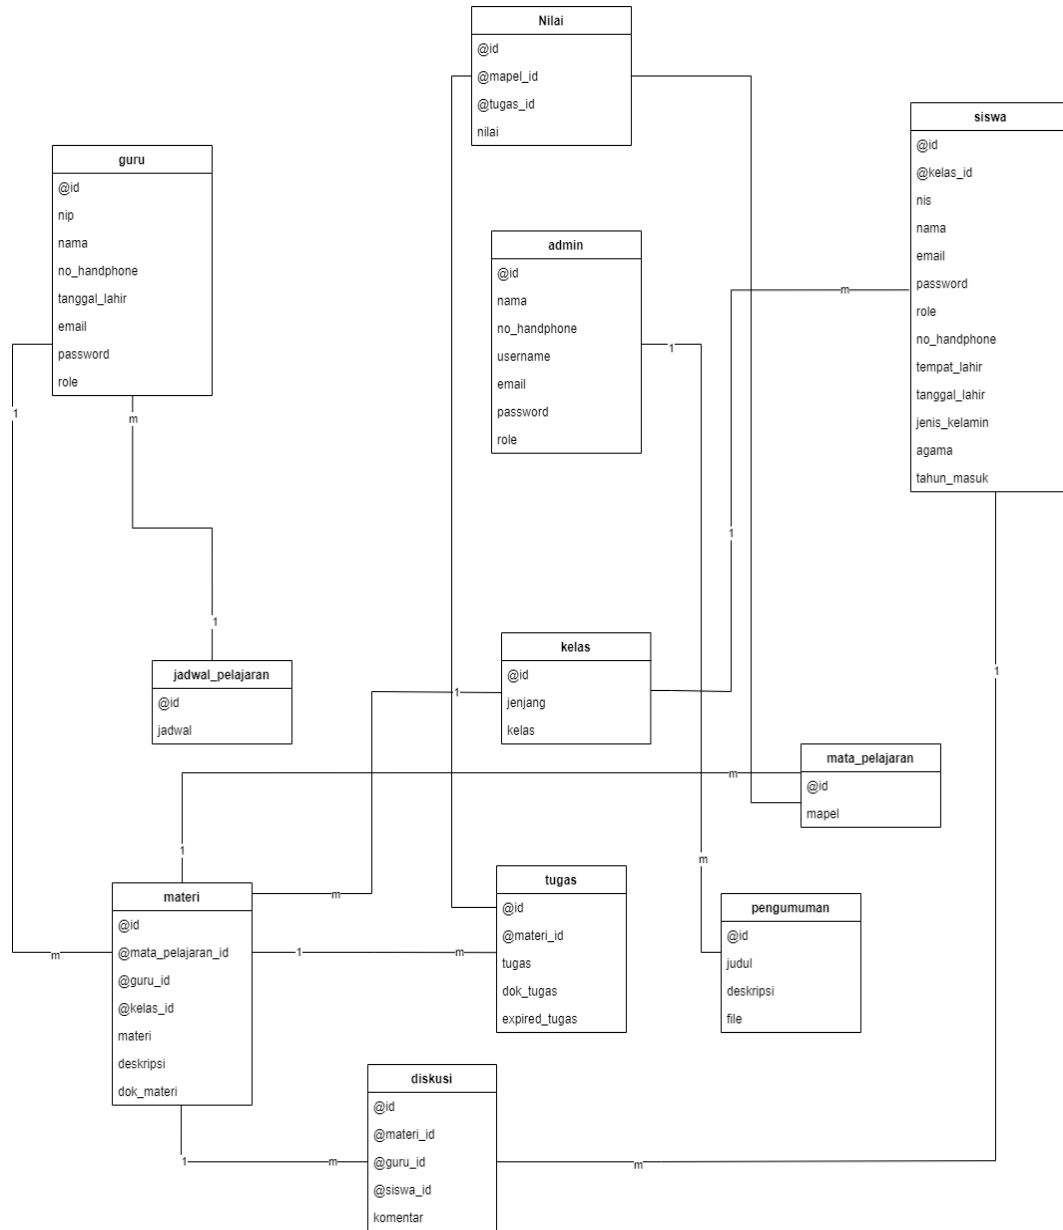 Nilai
@id
@mapel_id
@tugas_id
nilai
siswa
@id
@kelas_id
nis
nama
email
password
role
no_handphone
tempat_lahir
tanggal_lahir
jenis_kelamin
agama
tahun_masuk
guru
@id
nip
nama
no_handphone
tanggal_lahir
email
password
role
admin
@id
nama
no_handphone
username
email
password
role
m
1
1
m
1
1
1
jadwal_pelajaran
@id
jadwal
kelas
@id
jenjang
kelas
1
mata_pelajaran
@id
mapel
m
1
m
m
materi
@id
@mata_pelajaran_id
@guru_id
@kelas_id
materi
deskripsi
dok_materi
m
1
m
tugas
@id
@materi_id
tugas
dok_tugas
expired_tugas
pengumuman
@id
judul
deskripsi
file
diskusi
@id
@materi_id
@guru_id
@siswa_id
komentar
1
m
m